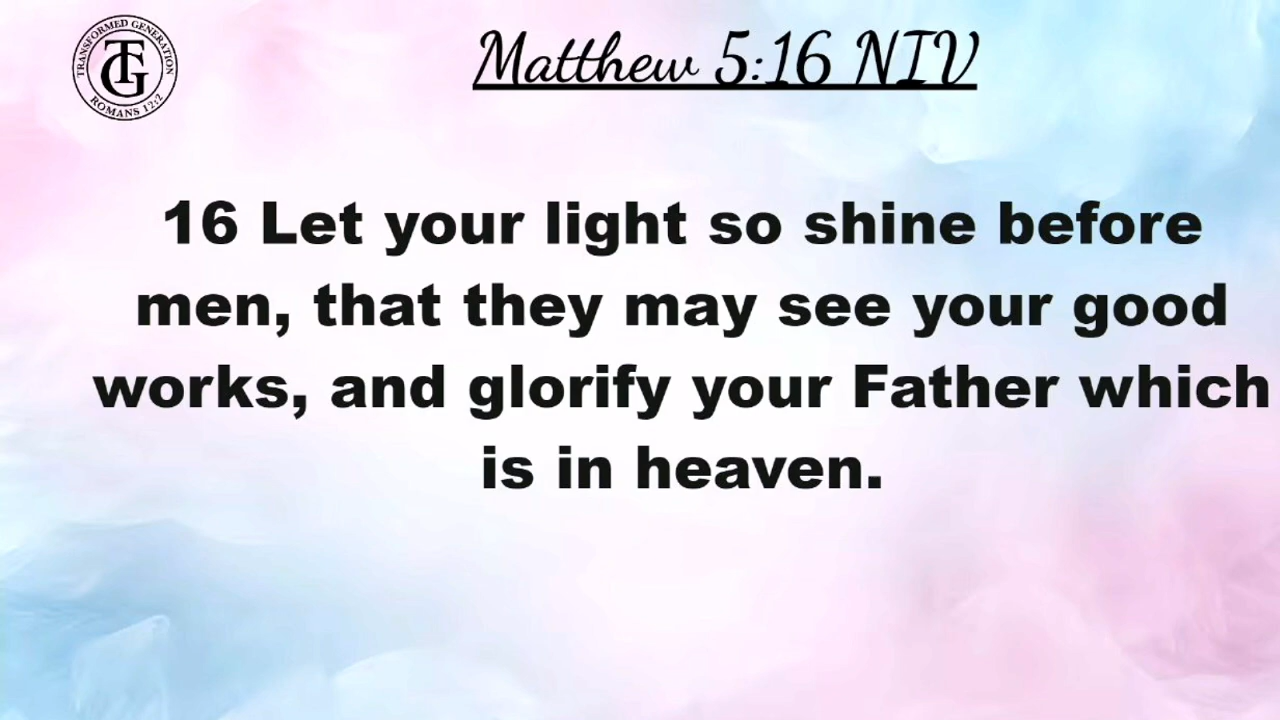 TRANSFORMED GENERATION
TG
ROMANS 12:2
Matthew 5:16 NIV
16 Let your light so shine before
men, that they may see your good
works, and glorify your Father which
is in heaven.